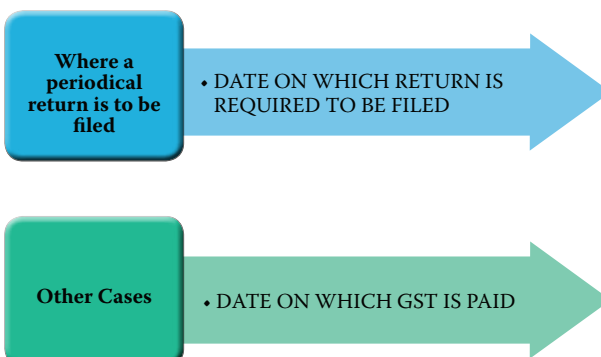 Where a
periodical
return is to be
filed
• DATE ON WHICH RETURN IS
REQUIRED TO BE FILED
Other Cases
• DATE ON WHICH GST IS PAID